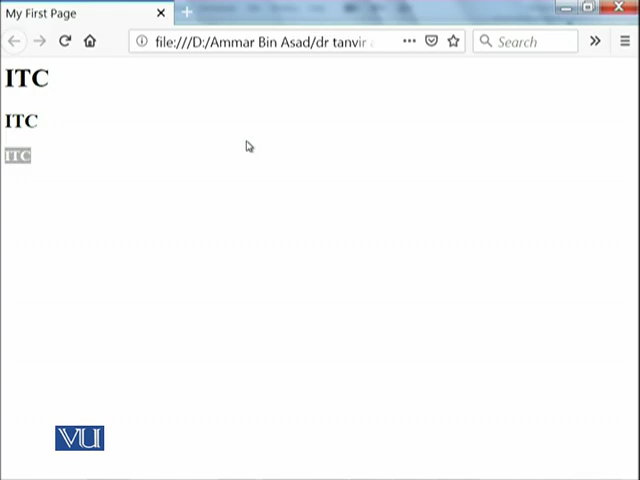 My First Page
file:///D:/Ammar Bin Asad/dr tanvir
Search
ITC
ITC
ITC
VU